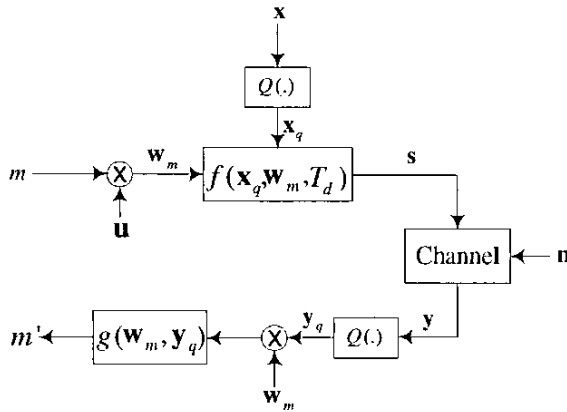 x
Q(.)
x_q
m
w_m
f(x_q,w_m,T_d)
s
u
Channel
n
m'
g(w_m,y_q)
y_q
Q(.)
y
w_m